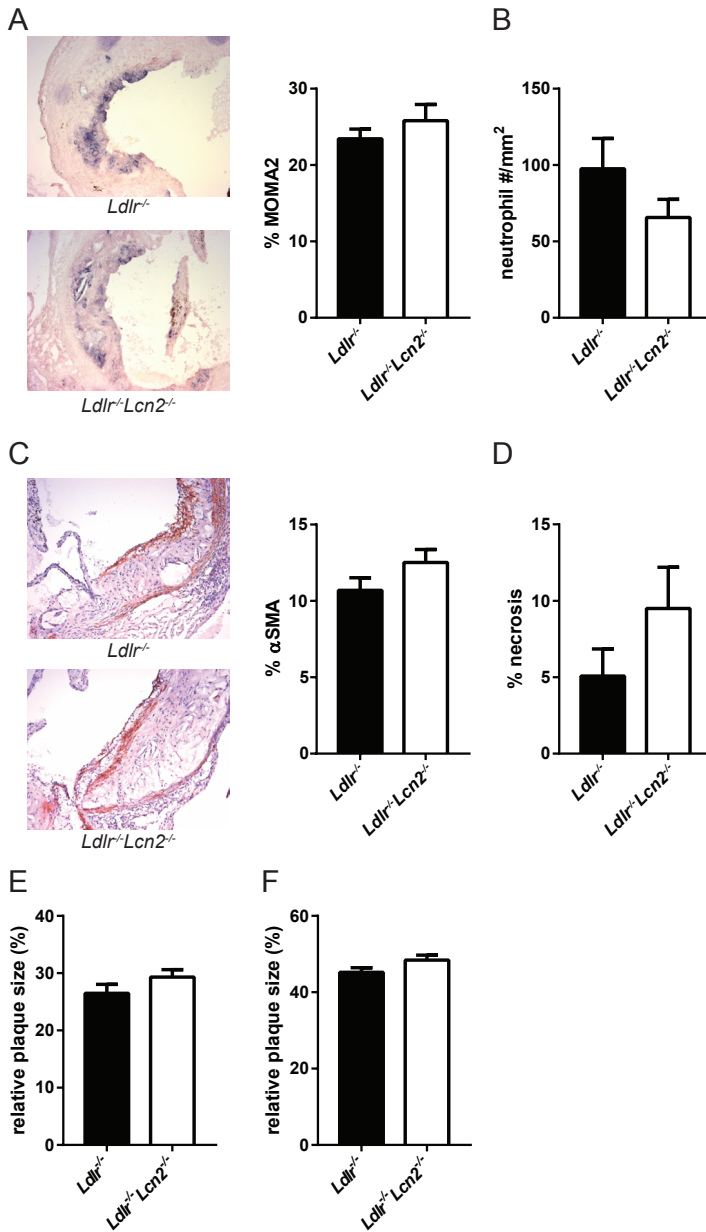 A
Ldlr-/-
Ldlr-/-Lcn2-/-
% MOMA2
30
20
10
0
Ldlr-/-
Ldlr-/-Lcn2-/-
B
neutrophil #/mm2
150
100
50
0
Ldlr-/-
Ldlr-/-Lcn2-/-
C
Ldlr-/-
Ldlr-/-Lcn2-/-
% αSMA
15
10
5
0
Ldlr-/-
Ldlr-/-Lcn2-/-
D
% necrosis
15
10
5
0
Ldlr-/-
Ldlr-/-Lcn2-/-
E
relative plaque size (%)
40
30
20
10
0
Ldlr-/-
Ldlr-/-Lcn2-/-
F
relative plaque size (%)
60
40
20
0
Ldlr-/-
Ldlr-/-Lcn2-/-